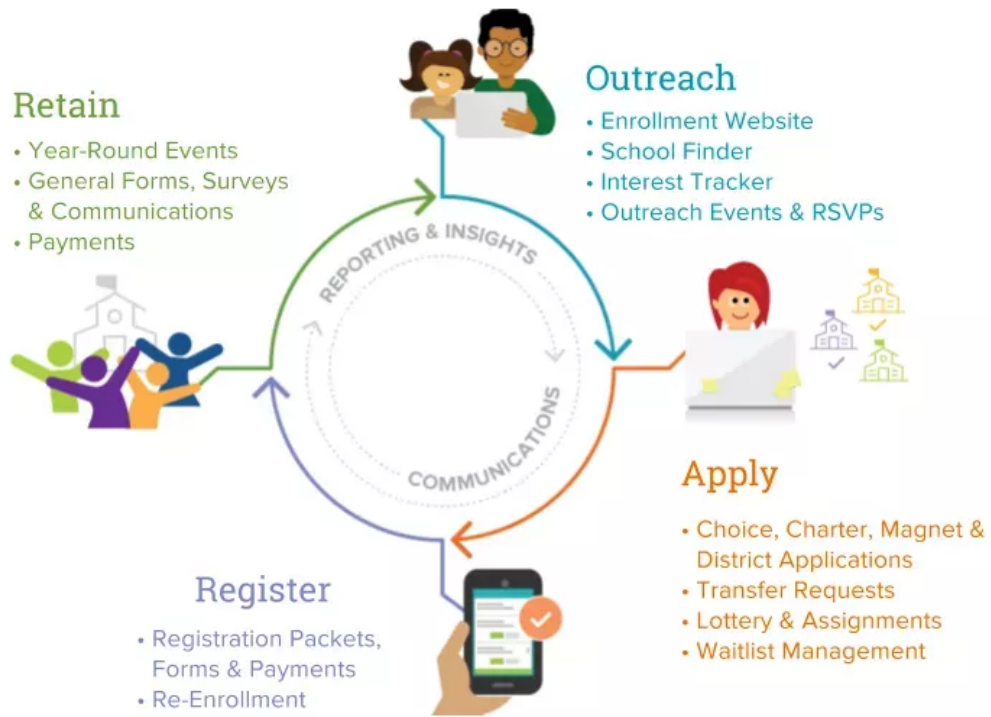 Retain
• Year-Round Events
• General Forms, Surveys
& Communications
• Payments
Outreach
• Enrollment Website
• School Finder
• Interest Tracker
• Outreach Events & RSVPs
REPORTING & INSIGHTS
COMMUNICATIONS
Apply
• Choice, Charter, Magnet &
District Applications
• Transfer Requests
• Lottery & Assignments
• Waitlist Management
Register
• Registration Packets,
Forms & Payments
• Re-Enrollment